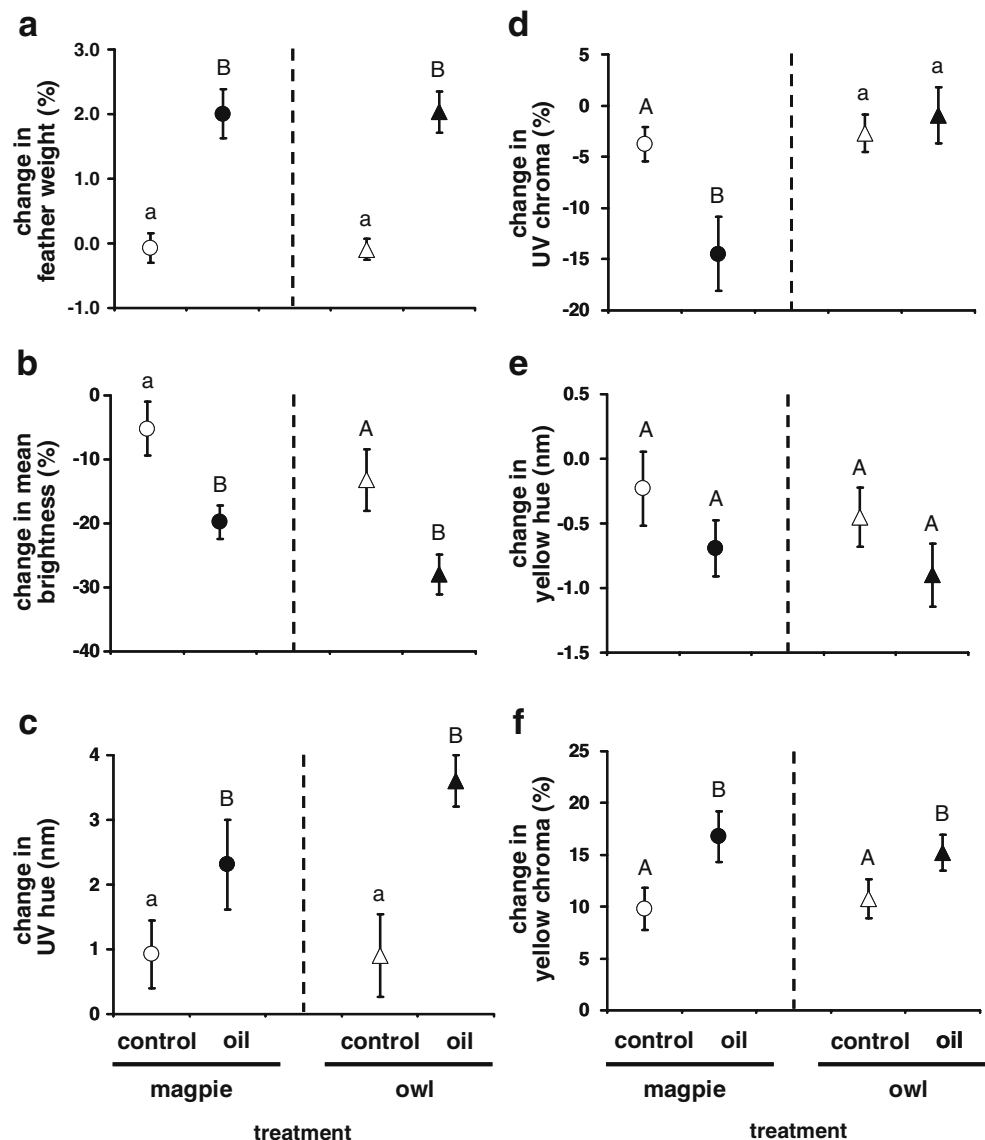 a
change in
feather weight (%)
3.0
2.0
1.0
0.0
-1.0
a
B
a
B
b
change in mean
brightness (%)
0
-10
-20
-30
-40
a
B
A
B
c
change in
UV hue (nm)
4
3
2
1
0
a
B
a
B
control oil control oil
magpie owl
treatment
d
change in
UV chroma (%)
5
0
-5
-10
-15
-20
A
B
a
a
e
change in
yellow hue (nm)
0.5
0.0
-0.5
-1.0
-1.5
A
A
A
A
f
change in
yellow chroma (%)
25
20
15
10
5
0
A
B
A
B
control oil control oil
magpie owl
treatment